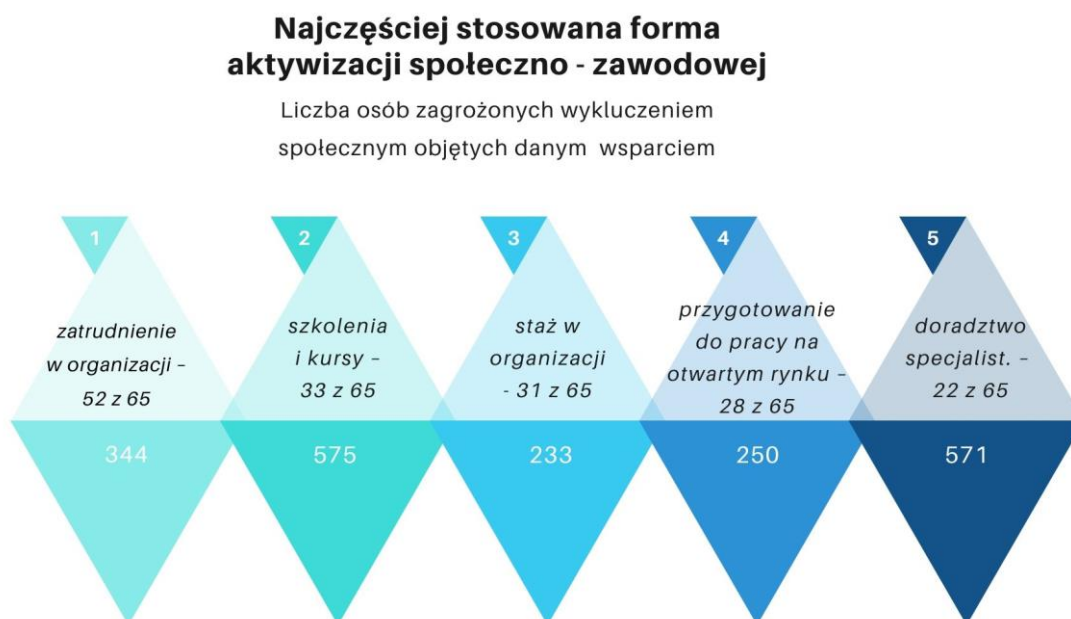 Najczęściej stosowana forma
aktywizacji społeczno - zawodowej
Liczba osób zagrożonych wykluczeniem
społecznym objętych danym wsparciem
1
zatrudnienie
w organizacji –
52 z 65
344
2
szkolenia
i kursy –
33 z 65
575
3
staż w
organizacji
- 31 z 65
233
4
przygotowanie
do pracy na
otwartym rynku –
28 z 65
250
5
doradztwo
specjalist. –
22 z 65
571